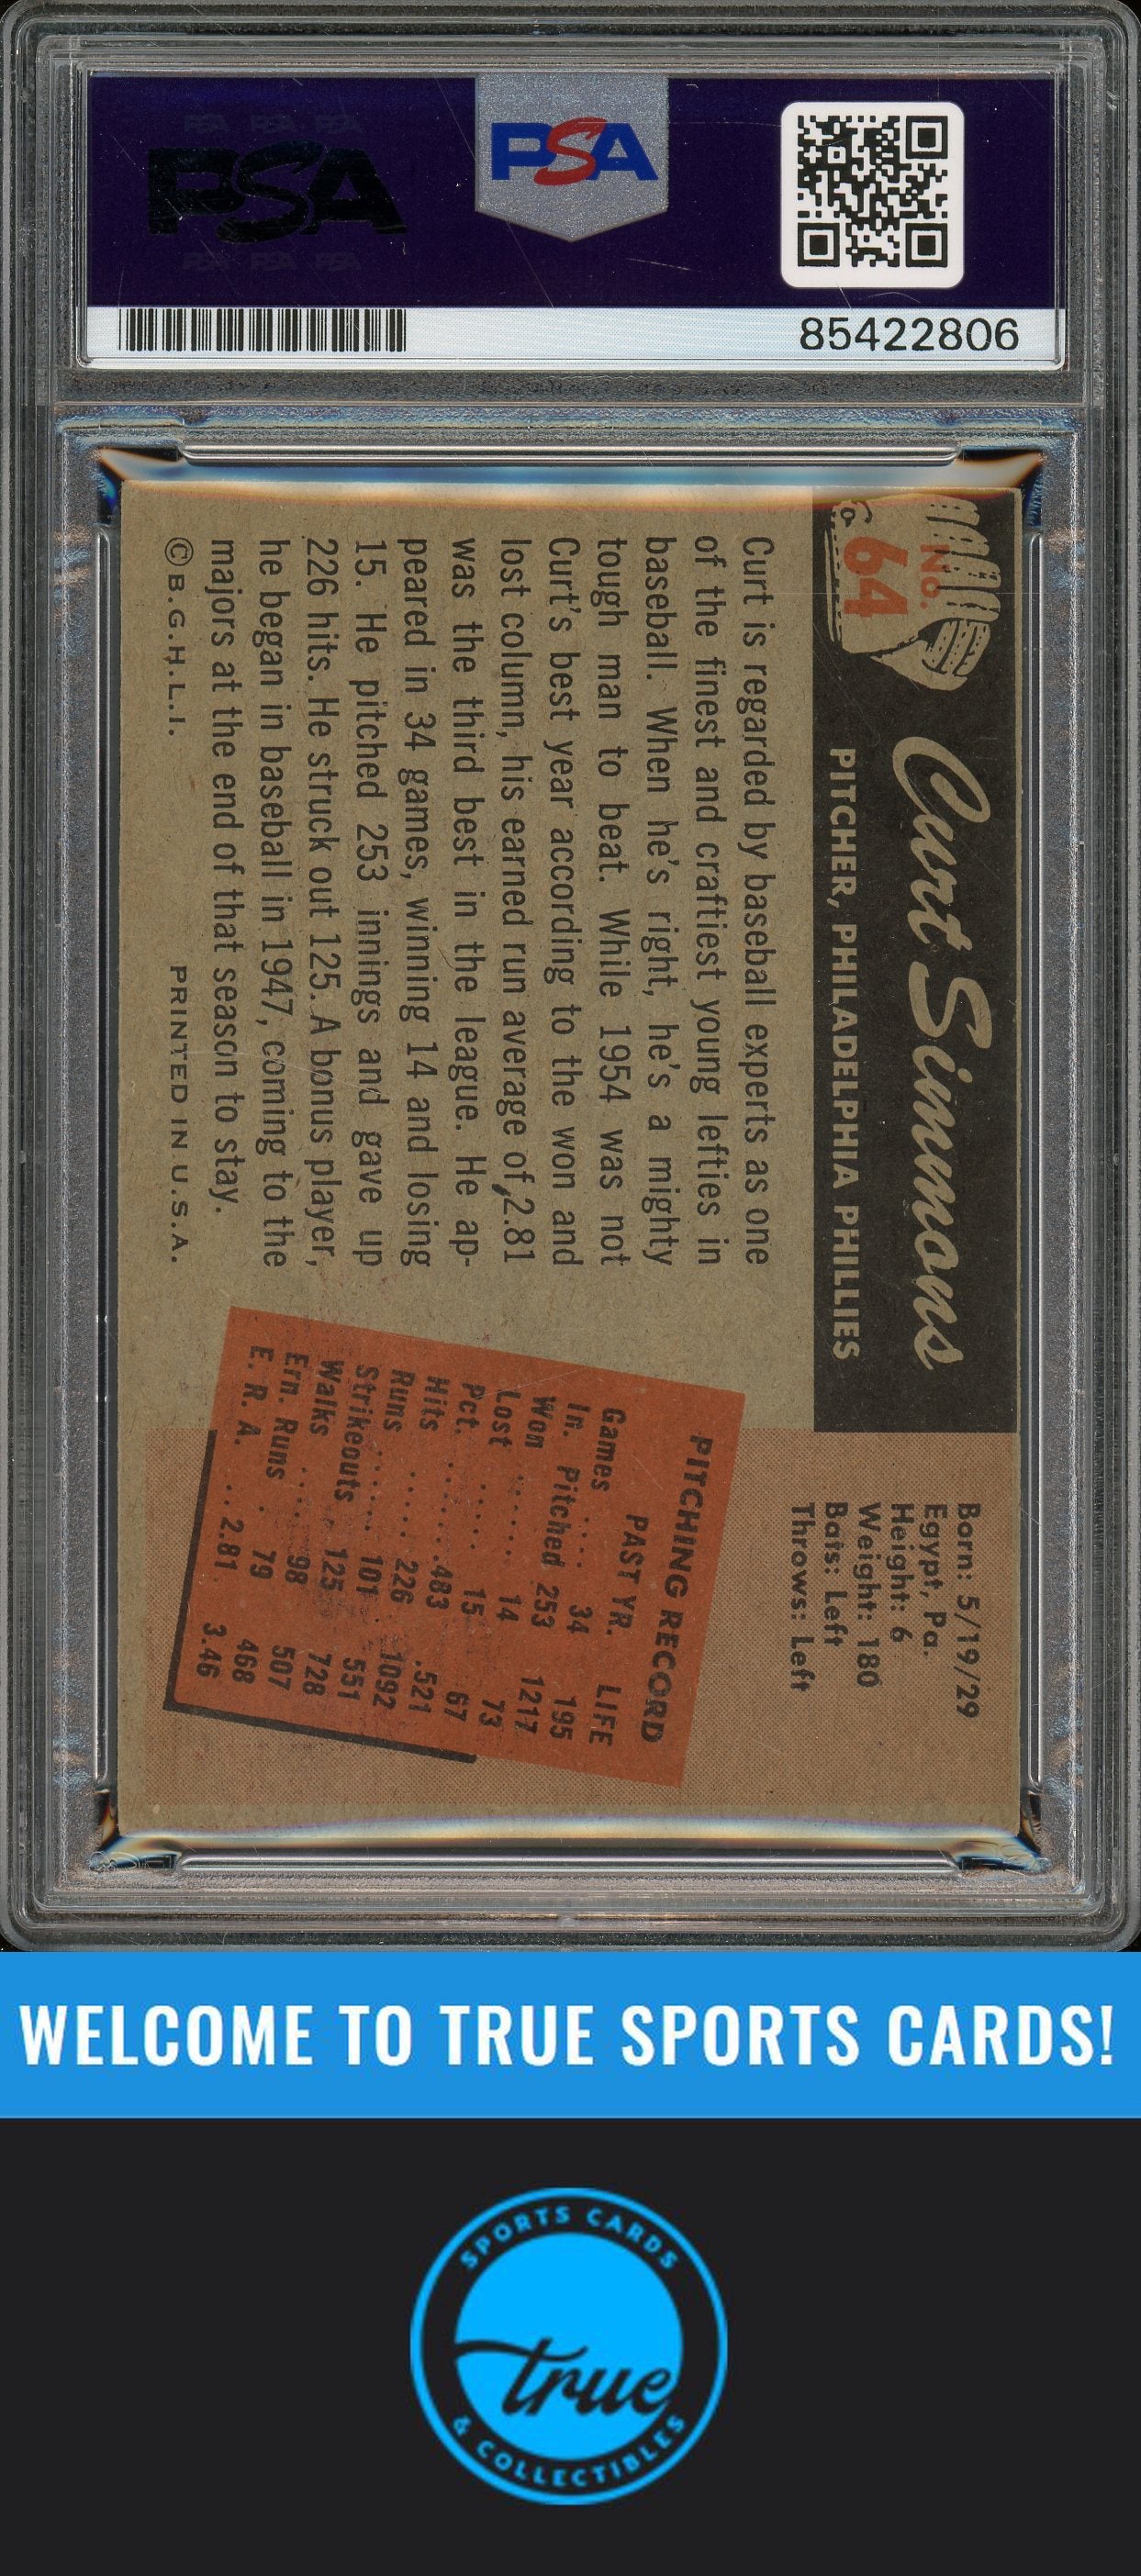 PSA
PSA
85422806
No.
64
Curt Simmons
PITCHER, PHILADELPHIA PHILLIES
Born: 5/19/29
Egypt, Pa.
Height: 6
Weight: 180
Bats: Left
Throws: Left
Curt is regarded by baseball experts as one
of the finest and craftiest young lefties in
baseball. When he's right, he's a mighty
tough man to beat. While 1954 was not
Curt's best year according to the won and
lost column, his earned run average of 2.81
was the third best in the league. He ap-
peared in 34 games, winning 14 and losing
15. He pitched 253 innings and gave up
226 hits. He struck out 125. A bonus player,
he began in baseball in 1947, coming to the
majors at the end of that season to stay.
© B.G.H.L.I. PRINTED IN U.S.A.
PITCHING RECORD
PAST YR. LIFE
Games ..... 34 195
In. Pitched 253 1217
Won ...... 14 73
Lost ...... 15 67
Pct. ........ .483 .521
Hits ...... 226 1092
Runs ...... 101 551
Strikeouts . 125 728
Walks .... 98 507
Ern. Runs . 79 468
E. R. A. ...2.81 3.46
WELCOME TO TRUE SPORTS CARDS!
SPORTS CARDS
true
& COLLECTIBLES